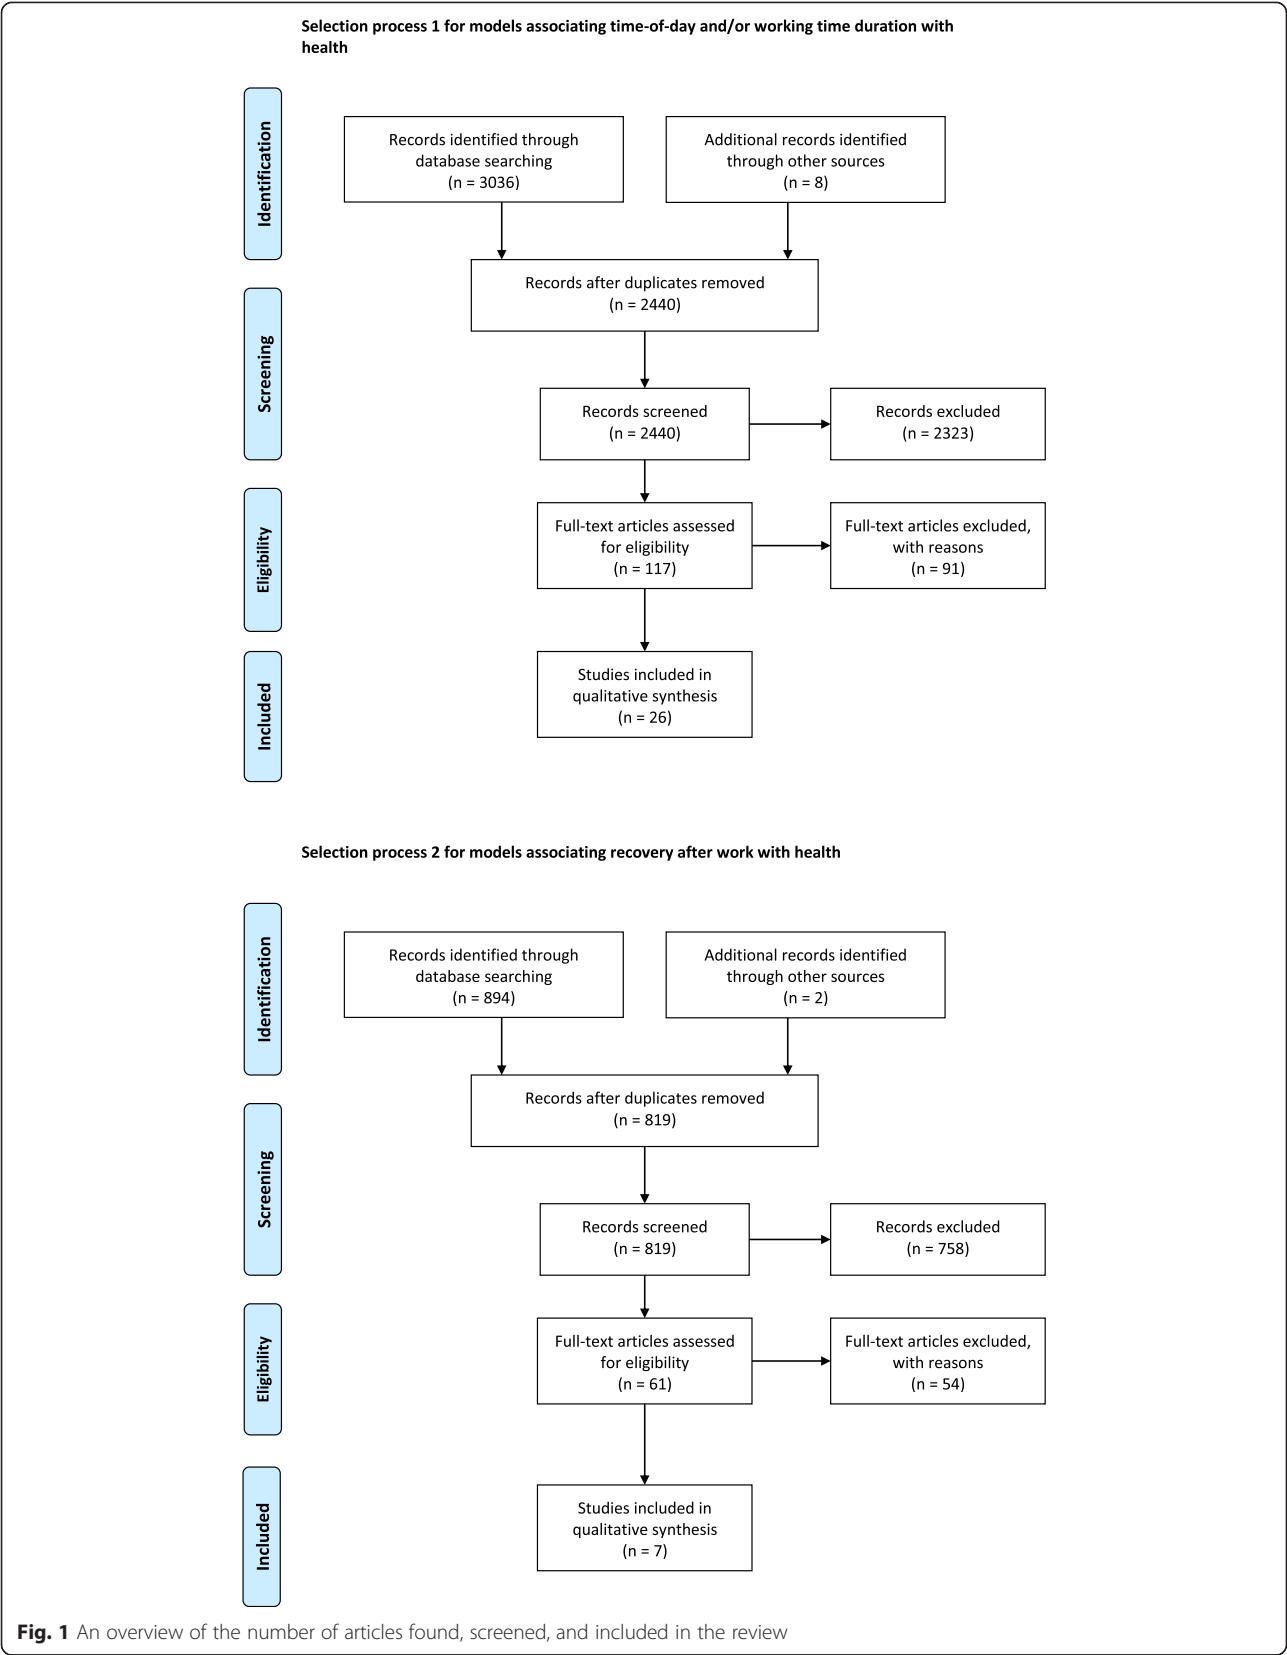 Selection process 1 for models associating time-of-day and/or working time duration with
health
Identification
Records identified through
database searching
(n = 3036)
Additional records identified
through other sources
(n = 8)
Records after duplicates removed
(n = 2440)
Screening
Records screened
(n = 2440)
Records excluded
(n = 2323)
Eligibility
Full-text articles assessed
for eligibility
(n = 117)
Full-text articles excluded,
with reasons
(n = 91)
Included
Studies included in
qualitative synthesis
(n = 26)
Selection process 2 for models associating recovery after work with health
Identification
Records identified through
database searching
(n = 894)
Additional records identified
through other sources
(n = 2)
Records after duplicates removed
(n = 819)
Screening
Records screened
(n = 819)
Records excluded
(n = 758)
Eligibility
Full-text articles assessed
for eligibility
(n = 61)
Full-text articles excluded,
with reasons
(n = 54)
Included
Studies included in
qualitative synthesis
(n = 7)
Fig. 1 An overview of the number of articles found, screened, and included in the review